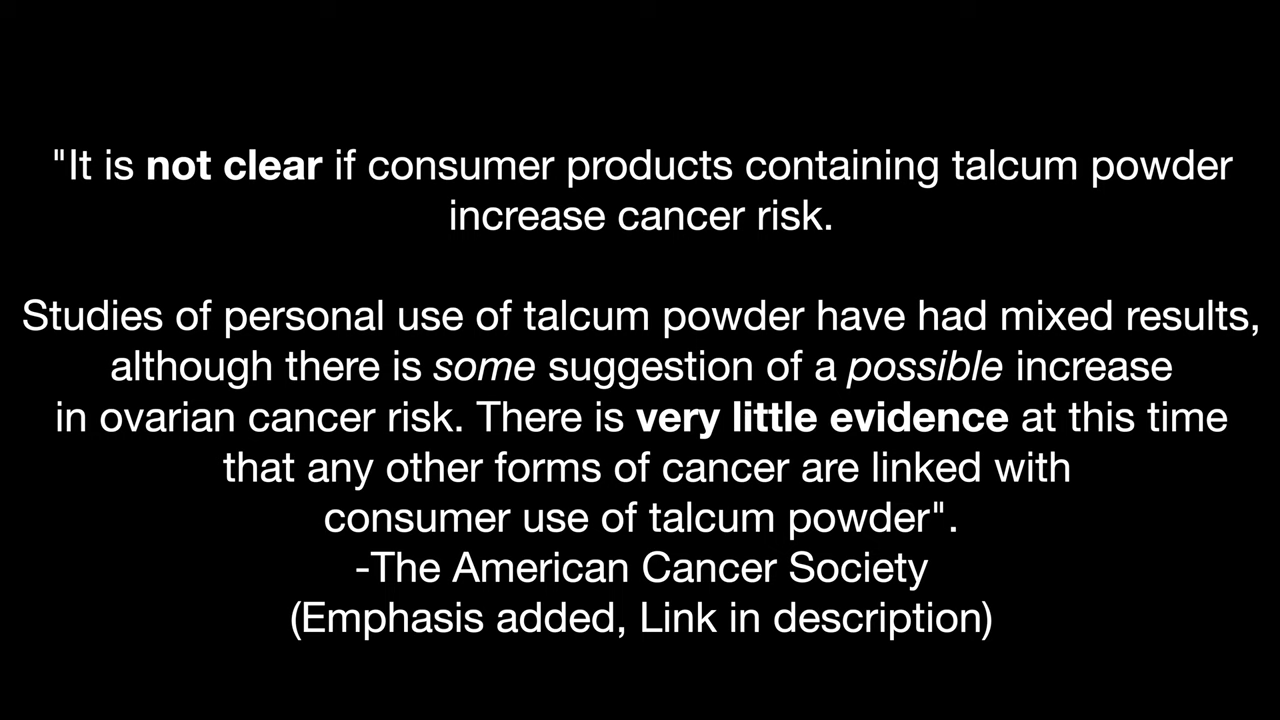 "It is not clear if consumer products containing talcum powder
increase cancer risk.
Studies of personal use of talcum powder have had mixed results,
although there is some suggestion of a possible increase
in ovarian cancer risk. There is very little evidence at this time
that any other forms of cancer are linked with
consumer use of talcum powder".
-The American Cancer Society
(Emphasis added, Link in description)